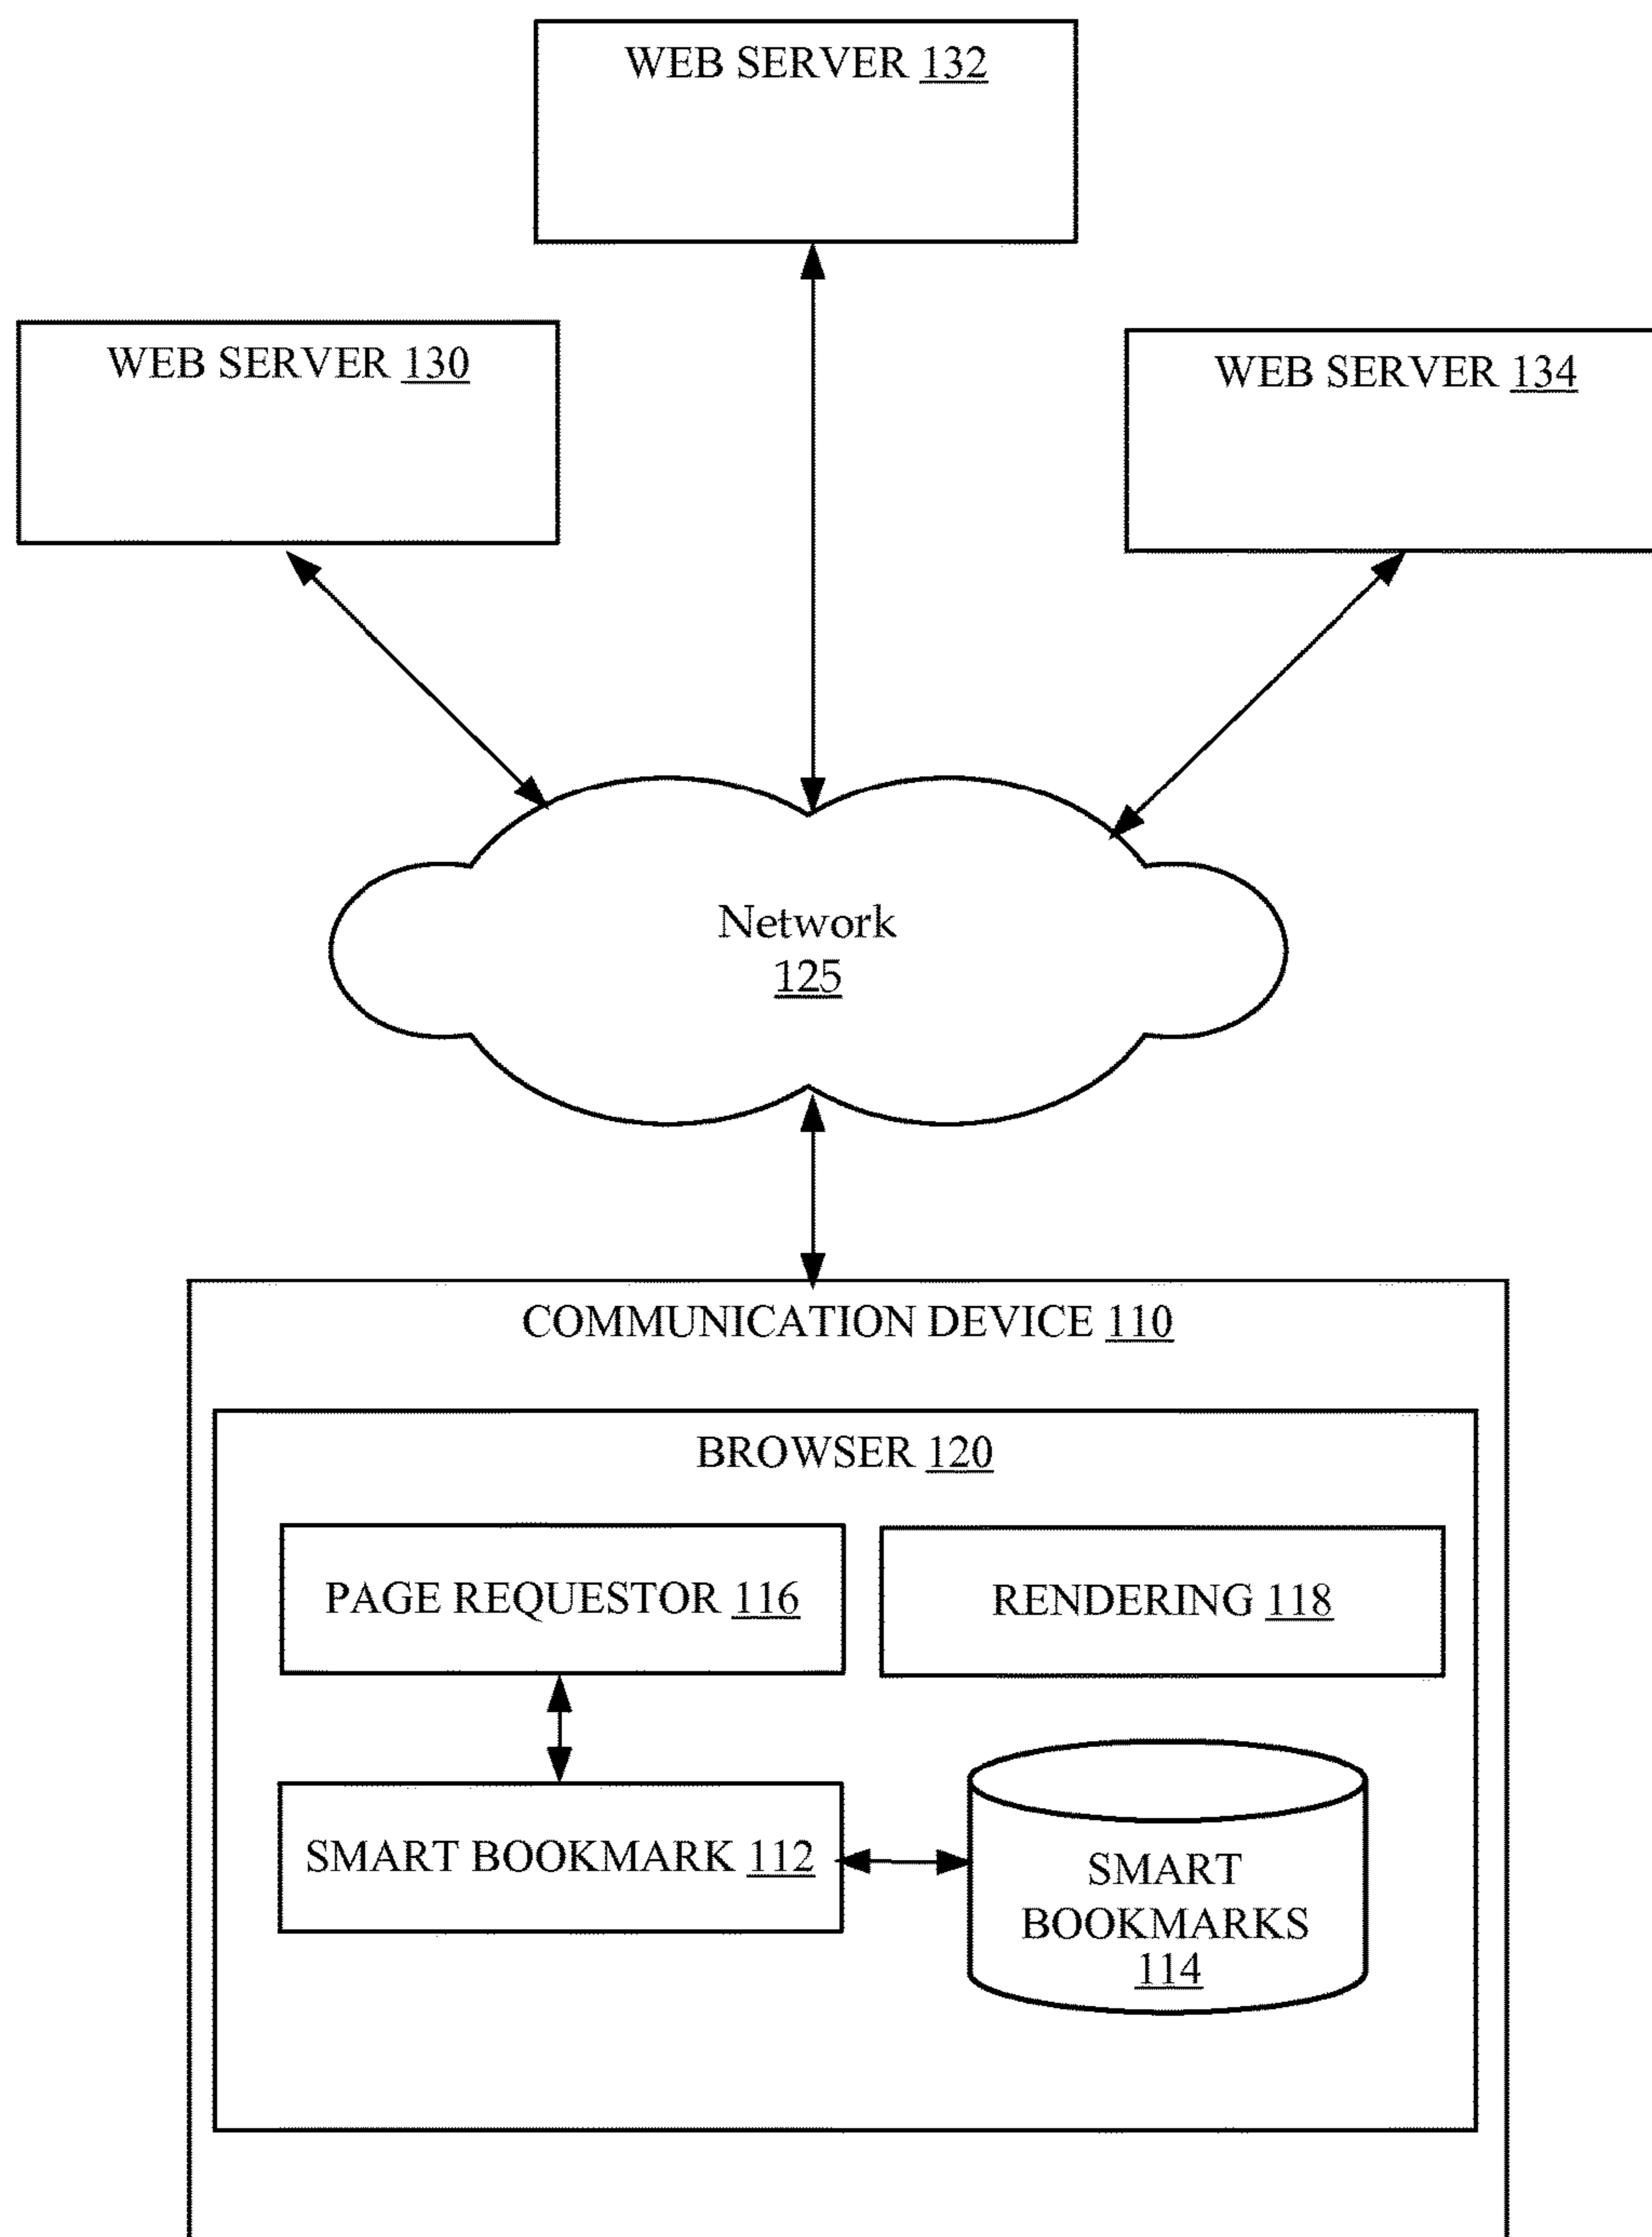 WEB SERVER 132
WEB SERVER 130
WEB SERVER 134
Network
125
COMMUNICATION DEVICE 110
BROWSER 120
PAGE REQUESTOR 116
RENDERING 118
SMART BOOKMARK 112
SMART
BOOKMARKS
114